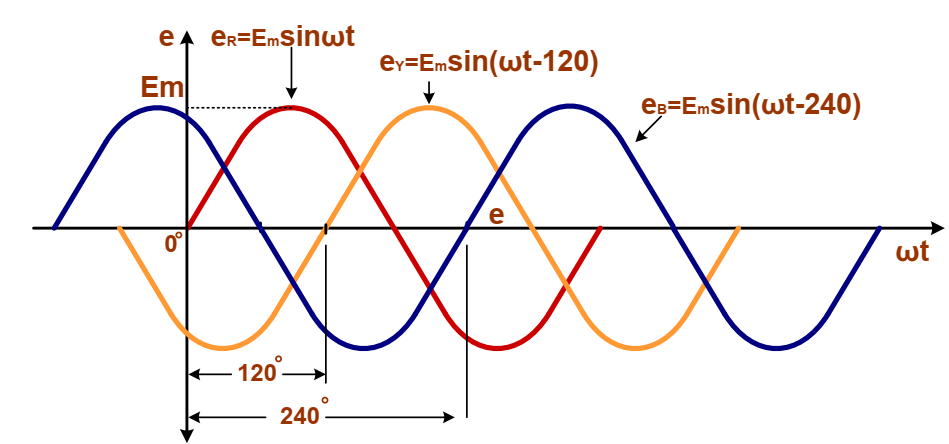 e
eR=Emsinωt
eY=Emsin(ωt-120)
Em
eB=Emsin(ωt-240)
e
0°
ωt
120°
240°